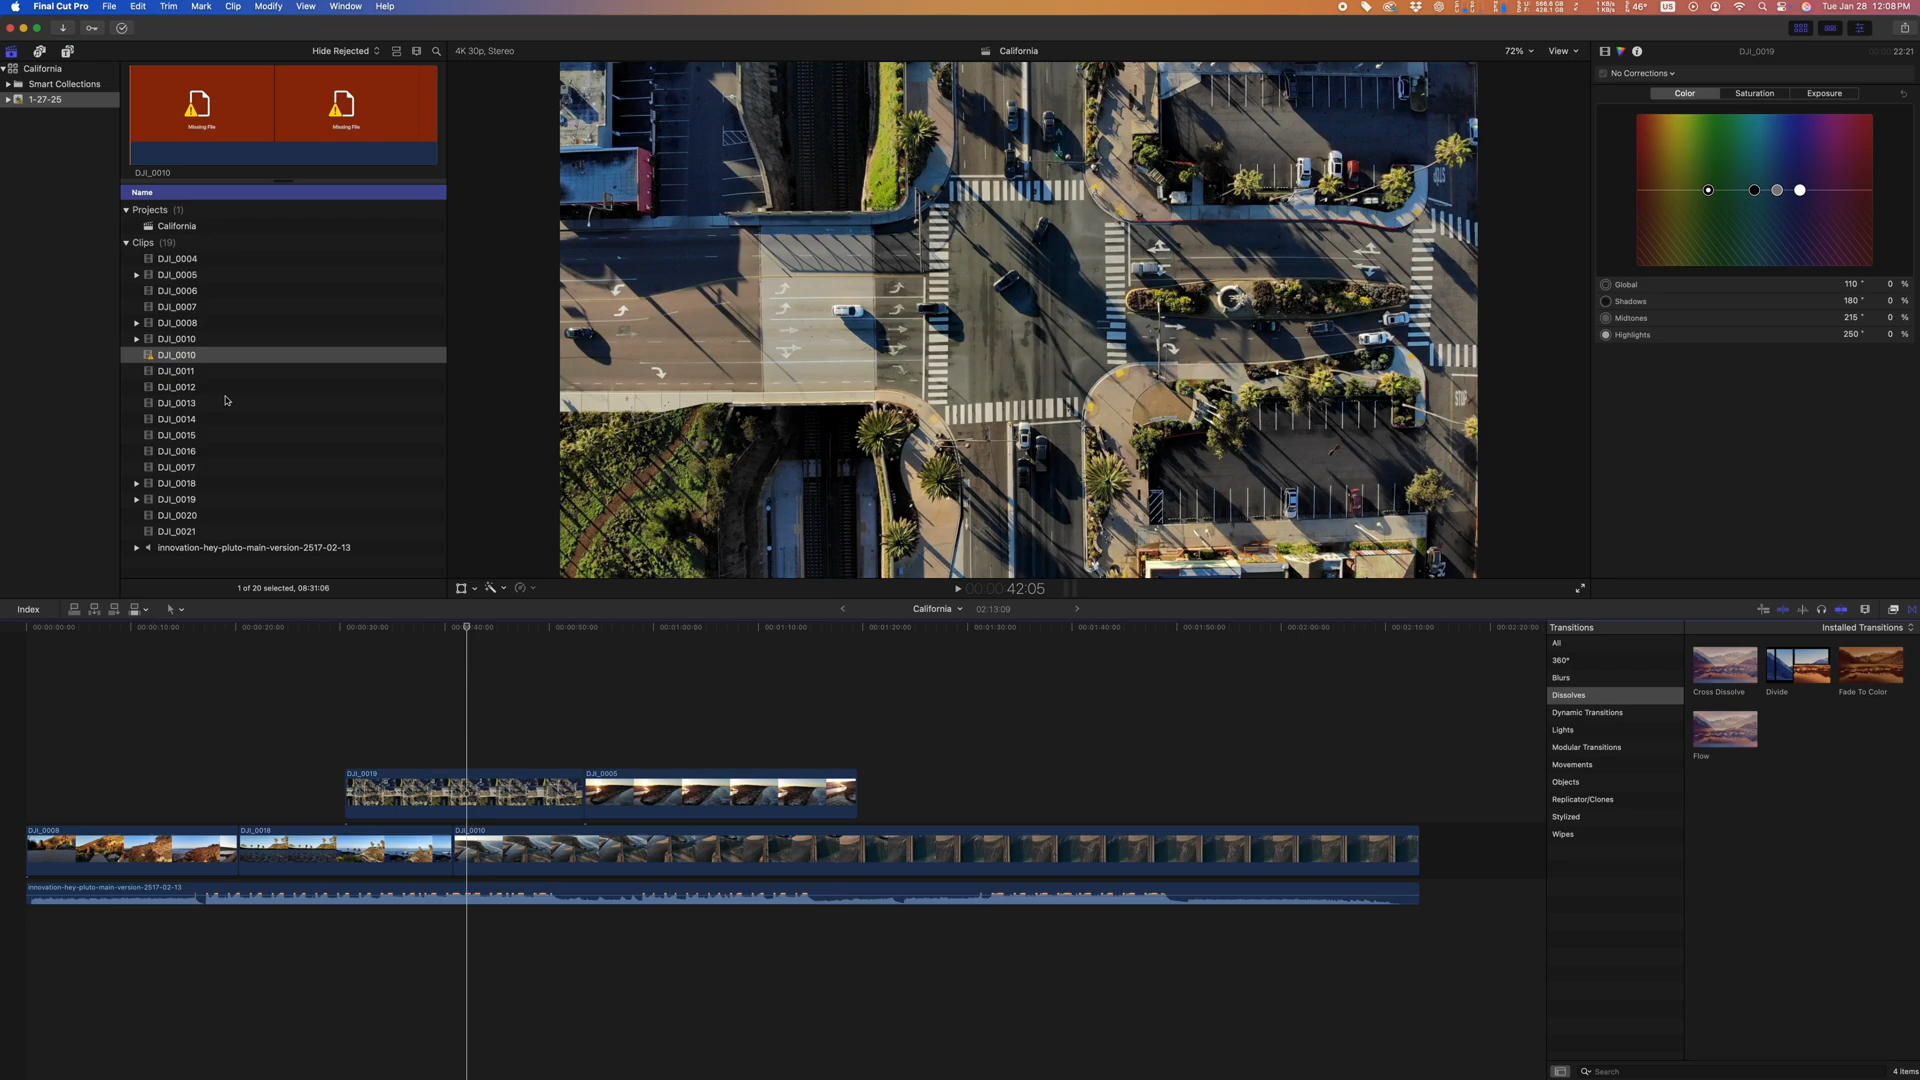 Final Cut Pro File Edit Trim Mark Clip Modify View Window Help
46° US Tue Jan 28 12:08 PM
Hide Rejected
4K 30p, Stereo
California
72% View
DJI_0019
22:21
California
Smart Collections
1-27-25
Missing File
Missing File
DJI_0010
No Corrections
Color Saturation Exposure
Global 110 ° 0 %
Shadows 180 ° 0 %
Midtones 215 ° 0 %
Highlights 250 ° 0 %
Name
Projects (1)
California
Clips (19)
DJI_0004
DJI_0005
DJI_0006
DJI_0007
DJI_0008
DJI_0010
DJI_0010
DJI_0011
DJI_0012
DJI_0013
DJI_0014
DJI_0015
DJI_0016
DJI_0017
DJI_0018
DJI_0019
DJI_0020
DJI_0021
innovation-hey-pluto-main-version-2517-02-13
1 of 20 selected, 08:31:06
STOP
00:00:42:05
Index
California 02:13:09
00:00:00:00 00:00:10:00 00:00:20:00 00:00:30:00 00:00:40:00 00:00:50:00 00:01:00:00 00:01:10:00 00:01:20:00 00:01:30:00 00:01:40:00 00:01:50:00 00:02:00:00 00:02:10:00 00:02:20:00
DJI_0019
DJI_0005
DJI_0008
DJI_0018
DJI_0010
innovation-hey-pluto-main-version-2517-02-13
Transitions
Installed Transitions
All
360°
Blurs
Dissolves
Dynamic Transitions
Lights
Modular Transitions
Movements
Objects
Replicator/Clones
Stylized
Wipes
Cross Dissolve
Divide
Fade To Color
Flow
Search
4 items